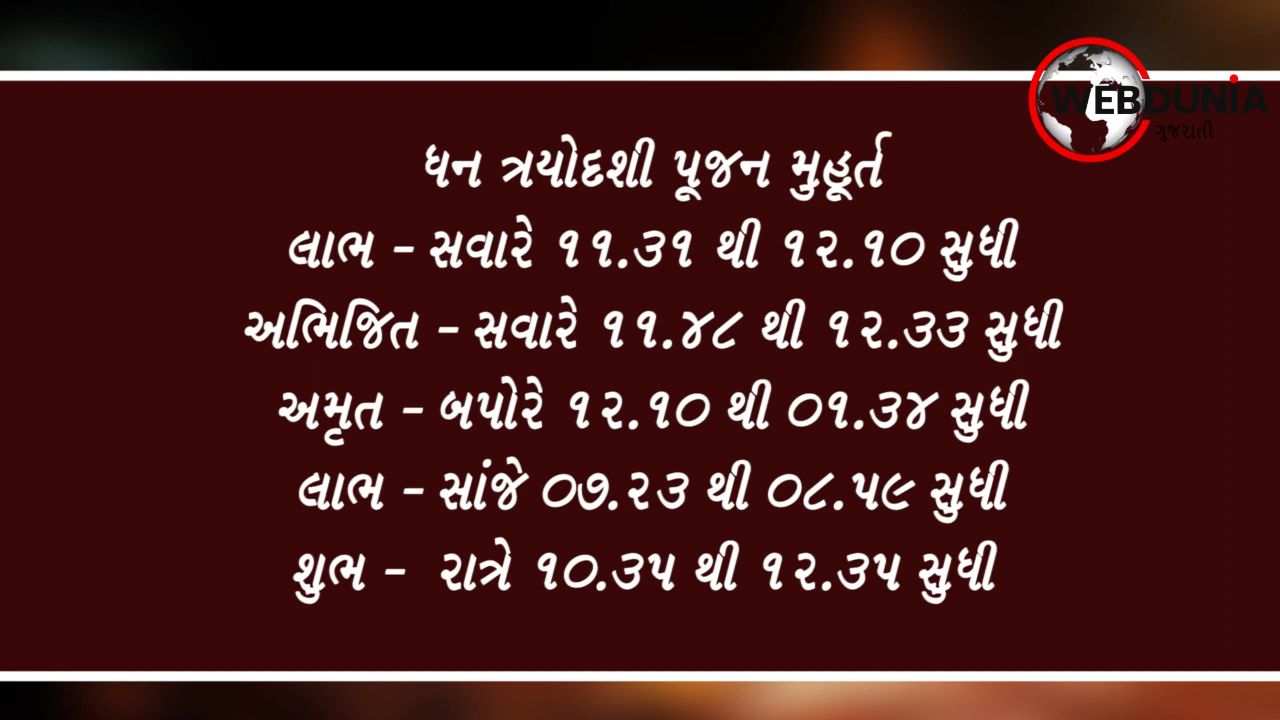 WEBDUNIA
ગુજરાતી
ધન ત્રયોદશી પૂજન મુહૂર્ત
લાભ - સવારે ૧૧.૩૧ થી ૧૨.૧૦ સુધી
અભિજિત - સવારે ૧૧.૪૮ થી ૧૨.૩૩ સુધી
અમૃત - બપોરે ૧૨.૧૦ થી ૦૧.૩૪ સુધી
લાભ - સાંજે ૦૭.૨૩ થી ૦૮.૫૯ સુધી
શુભ - રાત્રે ૧૦.૩૫ થી ૧૨.૩૫ સુધી